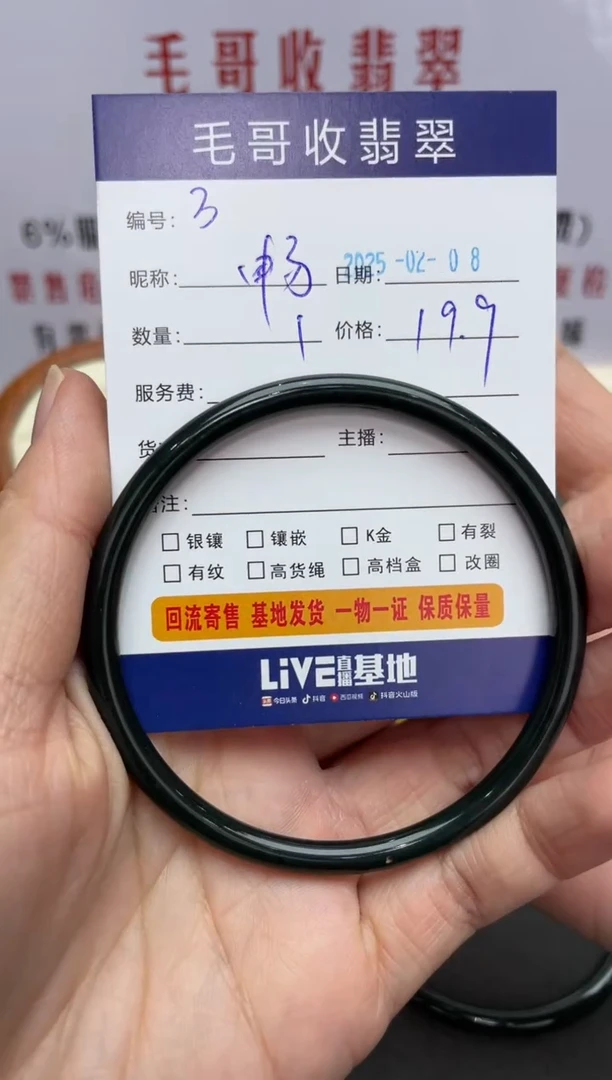 毛哥收翡翠
毛哥收翡翠
编号: 3
昵称: 畅 日期: 2025-02-08
数量: 1 价格: 19.9
服务费:
主播:
注:
银镶 镶嵌 K金 有裂
有纹 高货绳 高档盒 改圈
回流寄售 基地发货 一物一证 保质保量
LiVE直播基地
今日头条 抖音 西瓜视频 抖音火山版
6%